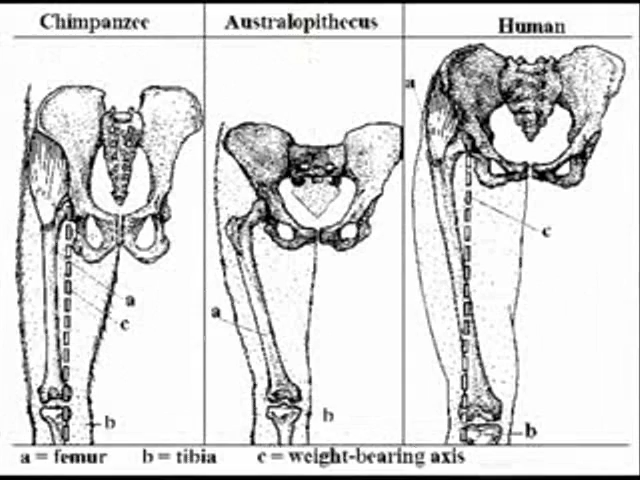 Chimpanzee
Australopithecus
Human
a
c
b
a
b
a
c
b
a = femur b = tibia c = weight-bearing axis